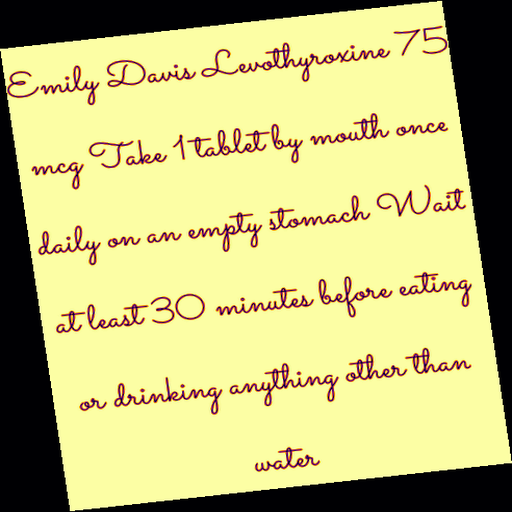 Emily Davis Levothyroxine 75
mcg Take 1 tablet by mouth once
daily on an empty stomach Wait
at least 30 minutes before eating
or drinking anything other than
water